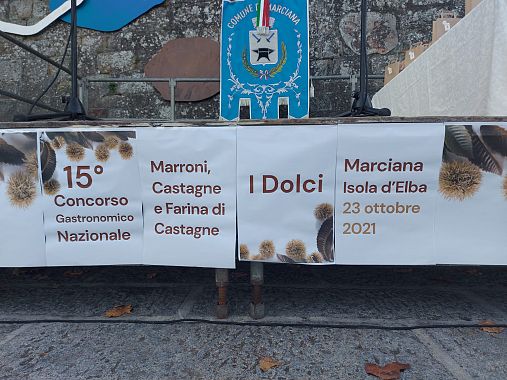 COMUNE DI MARCIANA
15°
Concorso
Gastronomico
Nazionale
Marroni,
Castagne
e Farina di
Castagne
I Dolci
Marciana
Isola d'Elba
23 ottobre
2021